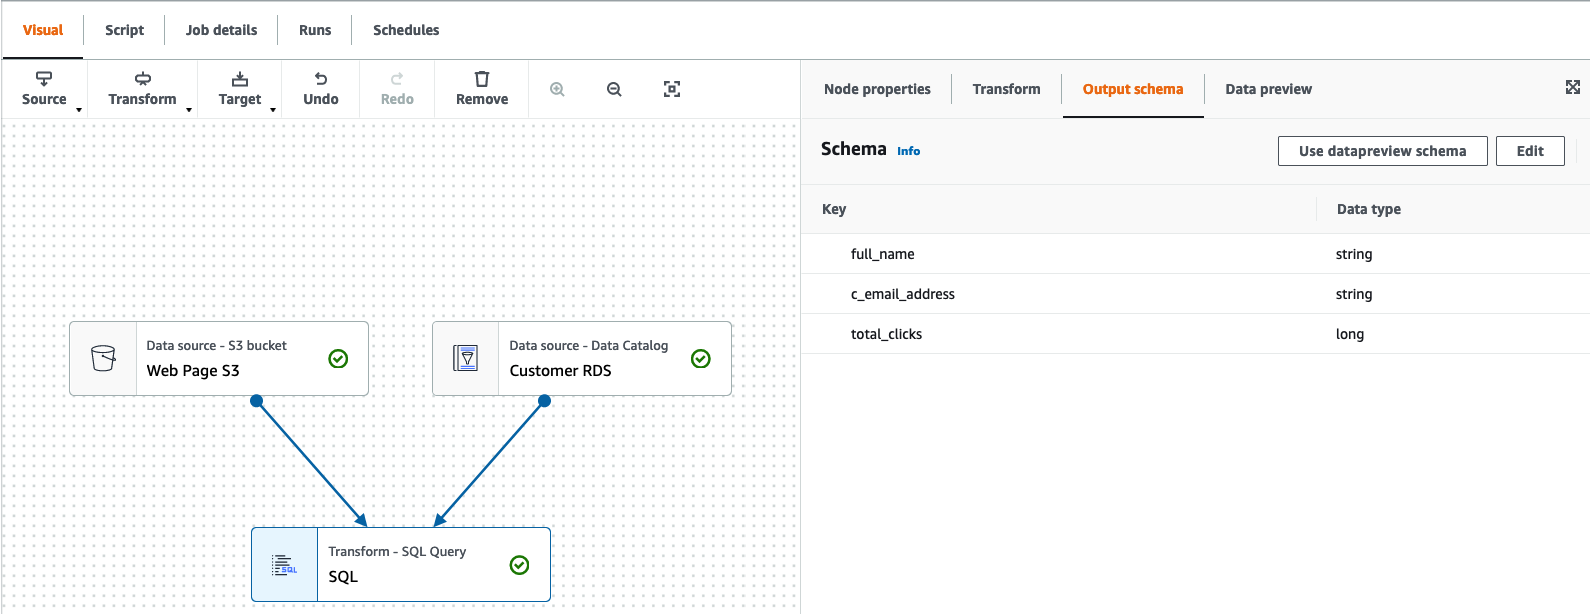 Visual
Script
Job details
Runs
Schedules
Source
Transform
Target
Undo
Redo
Remove
Node properties
Transform
Output schema
Data preview
Schema Info
Use datapreview schema
Edit
Key
Data type
full_name
string
c_email_address
string
total_clicks
long
Data source - S3 bucket
Web Page S3
Data source - Data Catalog
Customer RDS
Transform - SQL Query
SQL
SQL